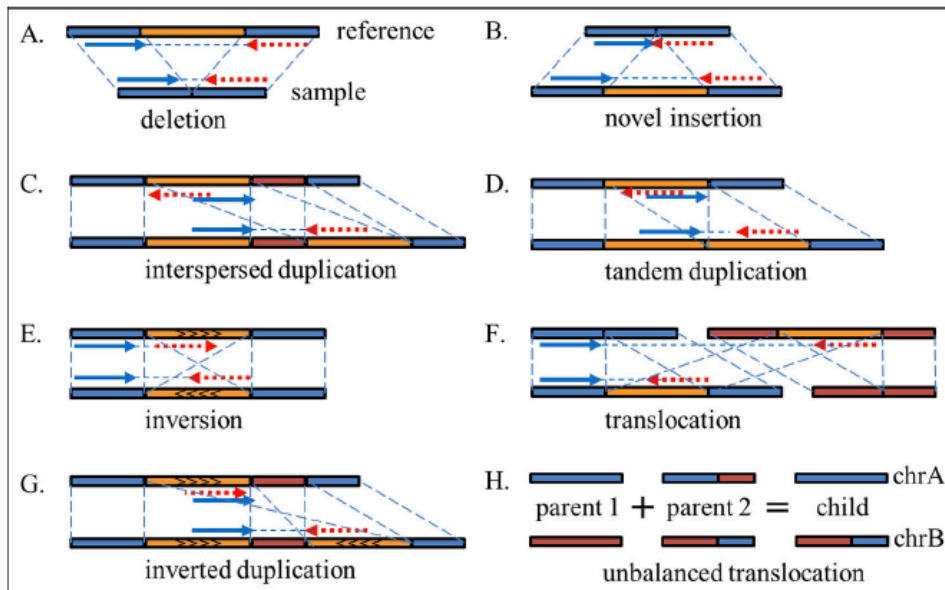 A.
reference
sample
deletion
B.
novel insertion
C.
interspersed duplication
D.
tandem duplication
E.
inversion
F.
translocation
G.
inverted duplication
H.
chrA
parent 1 + parent 2 = child
chrB
unbalanced translocation